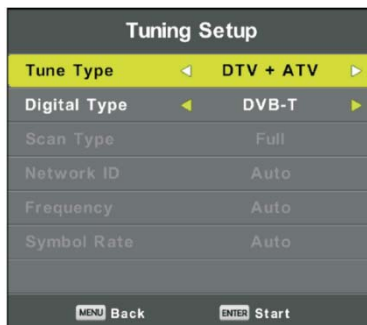 Tuning Setup
Tune Type DTV + ATV
Digital Type DVB-T
Scan Type Full
Network ID Auto
Frequency Auto
Symbol Rate Auto
MENU Back ENTER Start